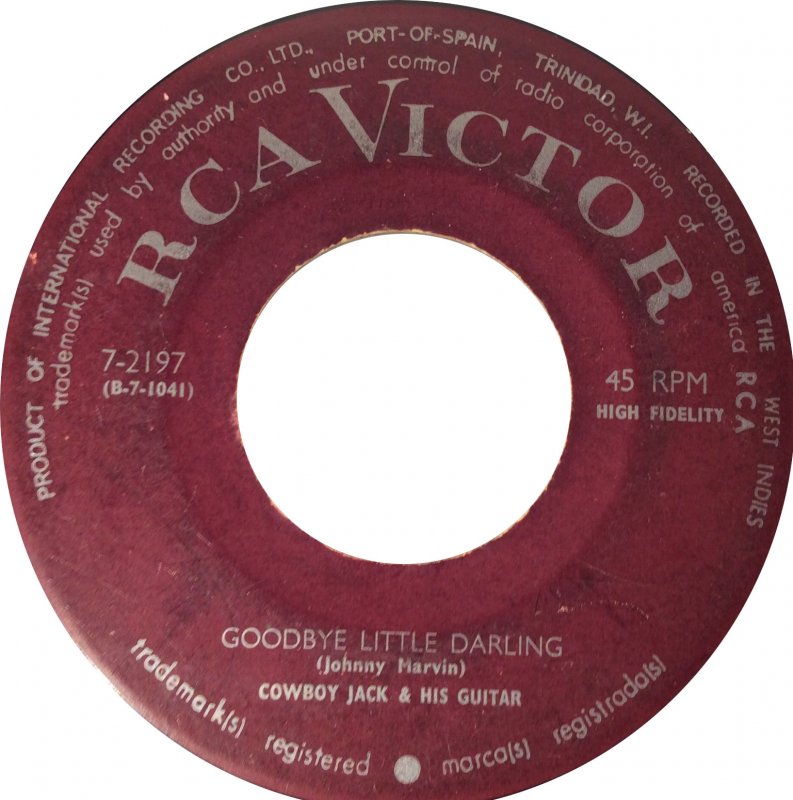 PRODUCT OF INTERNATIONAL RECORDING CO., LTD., PORT-OF-SPAIN, TRINIDAD, W.I. RECORDED IN THE WEST INDIES
trademark(s) used by authority and under control of radio corporation of america RCA
RCA VICTOR
7-2197
(B-7-1041)
45 RPM
HIGH FIDELITY
GOODBYE LITTLE DARLING
(Johnny Marvin)
COWBOY JACK & HIS GUITAR
trademark(s) registered marca(s) registrada(s)